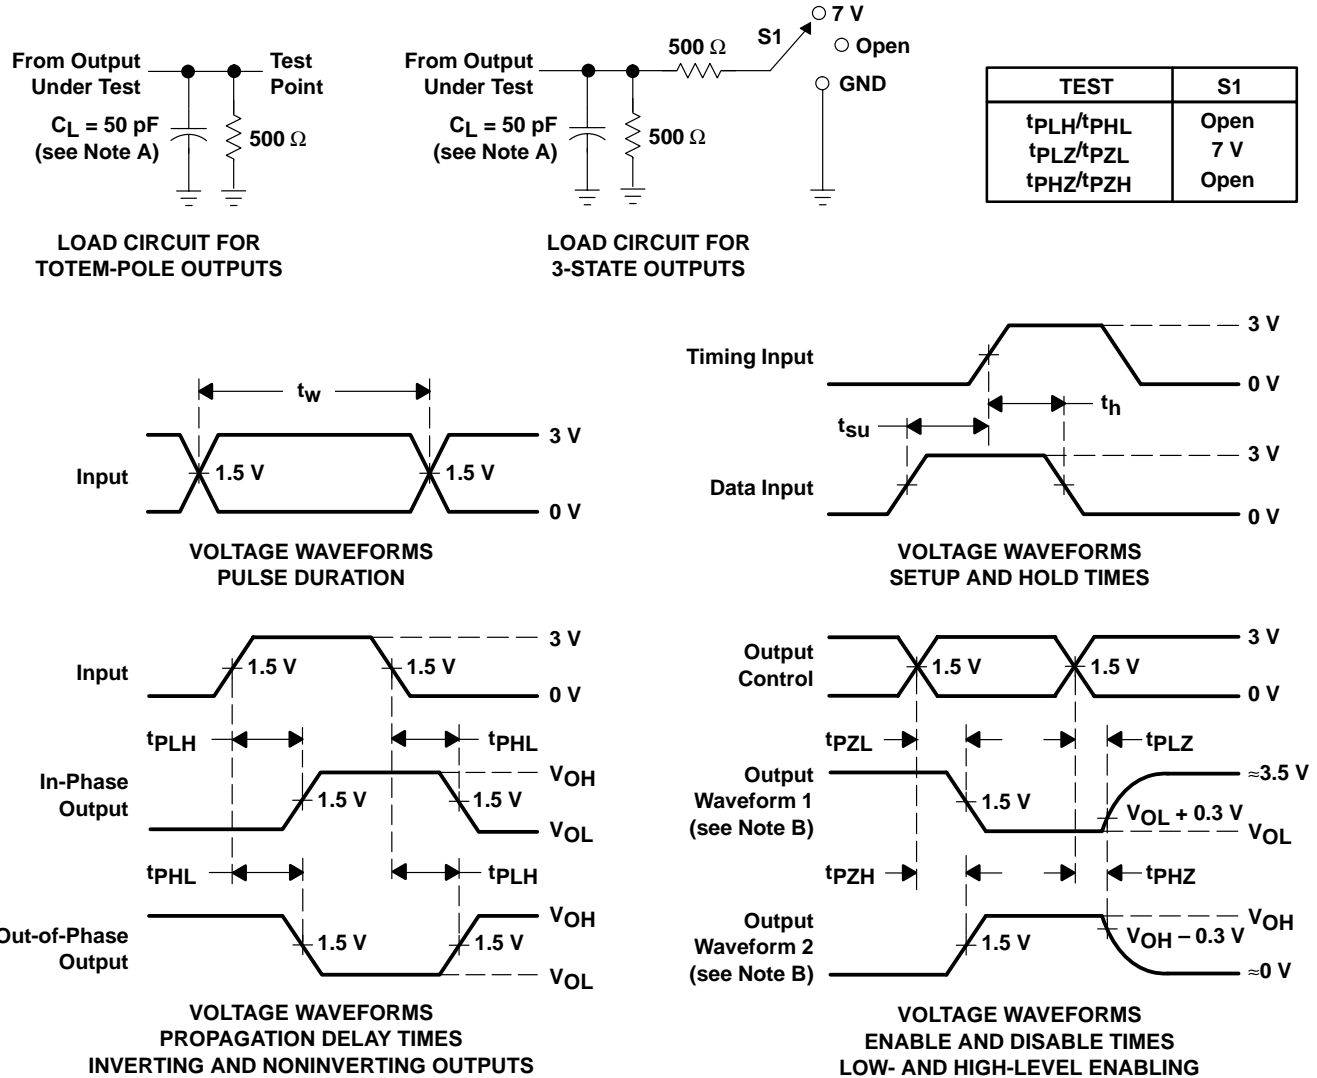 From Output
Under Test
Test
Point
CL = 50 pF
(see Note A)
500 Ω
LOAD CIRCUIT FOR
TOTEM-POLE OUTPUTS
From Output
Under Test
CL = 50 pF
(see Note A)
500 Ω
500 Ω
S1
7 V
Open
GND
LOAD CIRCUIT FOR
3-STATE OUTPUTS
TEST S1
tPLH/tPHL Open
tPLZ/tPZL 7 V
tPHZ/tPZH Open
tw
Input
1.5 V
1.5 V
3 V
0 V
VOLTAGE WAVEFORMS
PULSE DURATION
Timing Input
3 V
0 V
th
tsu
Data Input
3 V
0 V
VOLTAGE WAVEFORMS
SETUP AND HOLD TIMES
Input
1.5 V
1.5 V
3 V
0 V
tPLH
tPHL
In-Phase
Output
1.5 V
1.5 V
VOH
VOL
tPHL
tPLH
Out-of-Phase
Output
1.5 V
1.5 V
VOH
VOL
VOLTAGE WAVEFORMS
PROPAGATION DELAY TIMES
INVERTING AND NONINVERTING OUTPUTS
Output
Control
1.5 V
1.5 V
3 V
0 V
tPZL
tPLZ
Output
Waveform 1
(see Note B)
1.5 V
≈3.5 V
VOL + 0.3 V
VOL
tPZH
tPHZ
Output
Waveform 2
(see Note B)
1.5 V
VOH
VOH – 0.3 V
≈0 V
VOLTAGE WAVEFORMS
ENABLE AND DISABLE TIMES
LOW- AND HIGH-LEVEL ENABLING